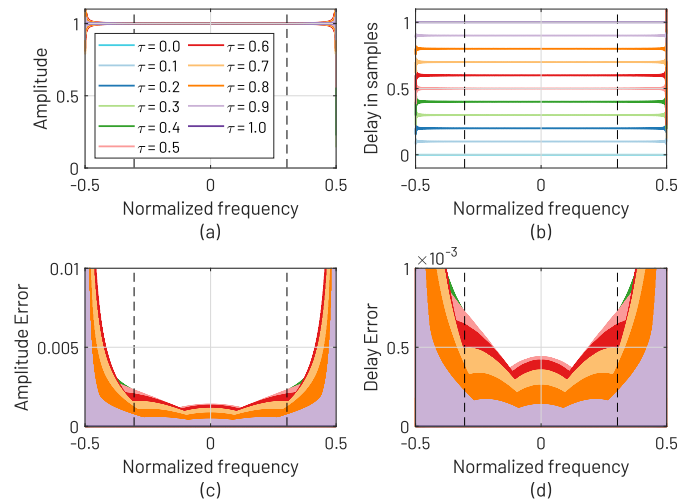 1
0.5
0
Amplitude
τ = 0.0
τ = 0.1
τ = 0.2
τ = 0.3
τ = 0.4
τ = 0.5
τ = 0.6
τ = 0.7
τ = 0.8
τ = 0.9
τ = 1.0
-0.5 0 0.5
Normalized frequency
(a)
1
0.5
0
Delay in samples
-0.5 0 0.5
Normalized frequency
(b)
0.01
0.005
0
Amplitude Error
-0.5 0 0.5
Normalized frequency
(c)
×10⁻³
1
0.5
0
Delay Error
-0.5 0 0.5
Normalized frequency
(d)